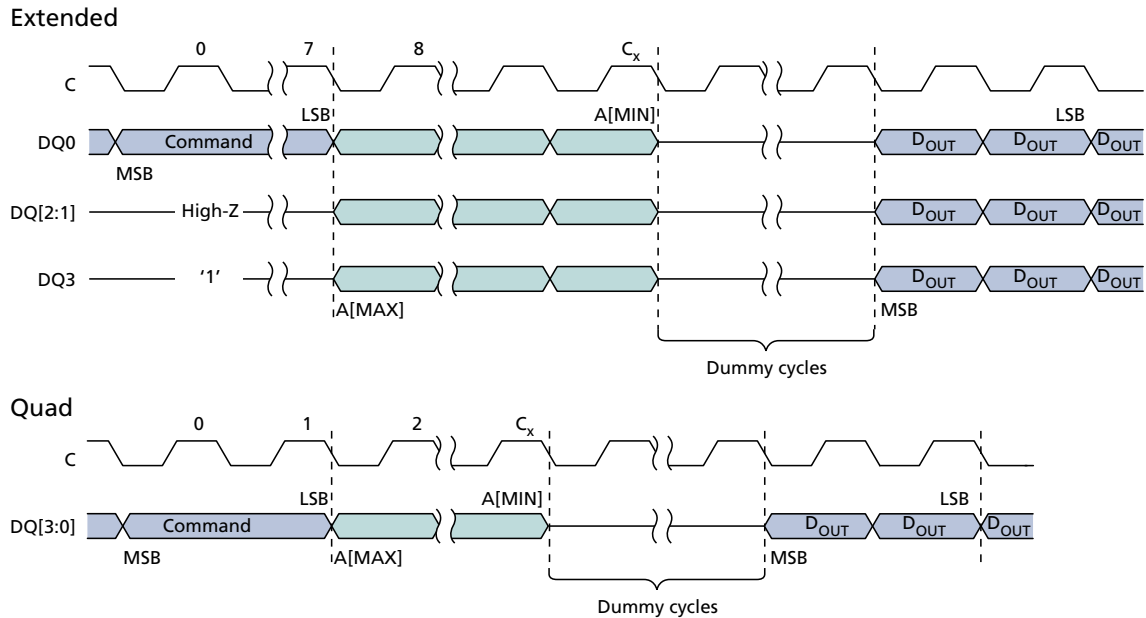 Extended
0 7 8 Cx
C
LSB A[MIN] LSB
DQ0 Command DOUT DOUT DOUT
MSB
DQ[2:1] High-Z DOUT DOUT DOUT
DQ3 ‘1’ DOUT DOUT DOUT
A[MAX] MSB
Dummy cycles
Quad
0 1 2 Cx
C
LSB A[MIN] LSB
DQ[3:0] Command DOUT DOUT DOUT
MSB A[MAX] MSB
Dummy cycles